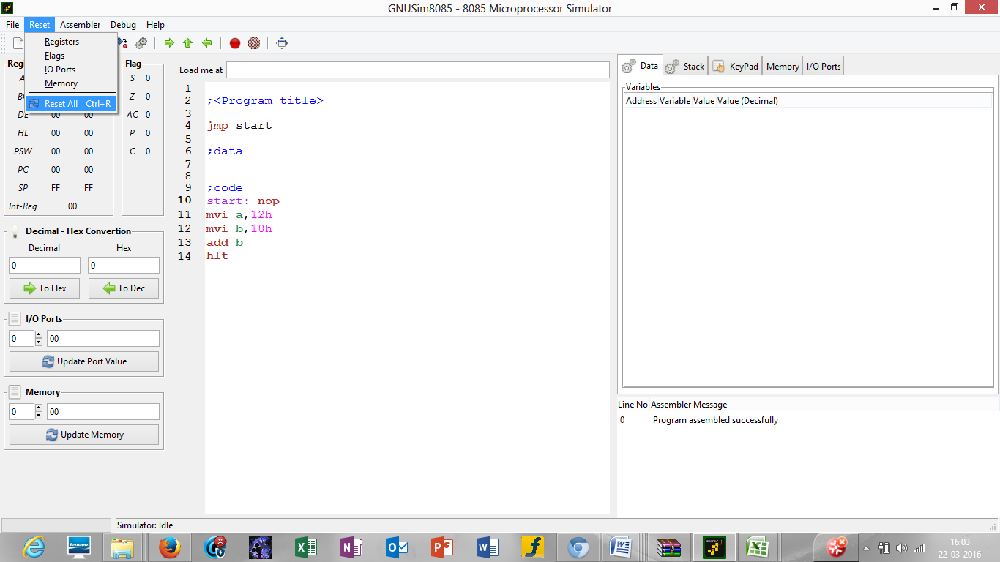 GNUSim8085 - 8085 Microprocessor Simulator
File Reset Assembler Debug Help
Registers
Flags
IO Ports
Memory
Reset All Ctrl+R
Flag
S 0
Z 0
AC 0
P 0
C 0
DE 00 00
HL 00 00
PSW 00 00
PC 00 00
SP FF FF
Int-Reg 00
Decimal - Hex Convertion
Decimal Hex
0 0
To Hex To Dec
I/O Ports
0 00
Update Port Value
Memory
0 00
Update Memory
Load me at
1
2 ;<Program title>
3
4 jmp start
5
6 ;data
7
8
9 ;code
10 start: nop
11 mvi a,12h
12 mvi b,18h
13 add b
14 hlt
Data Stack KeyPad Memory I/O Ports
Variables
Address Variable Value Value (Decimal)
Line No Assembler Message
0 Program assembled successfully
Simulator: Idle
lenovo
16:03
22-03-2016